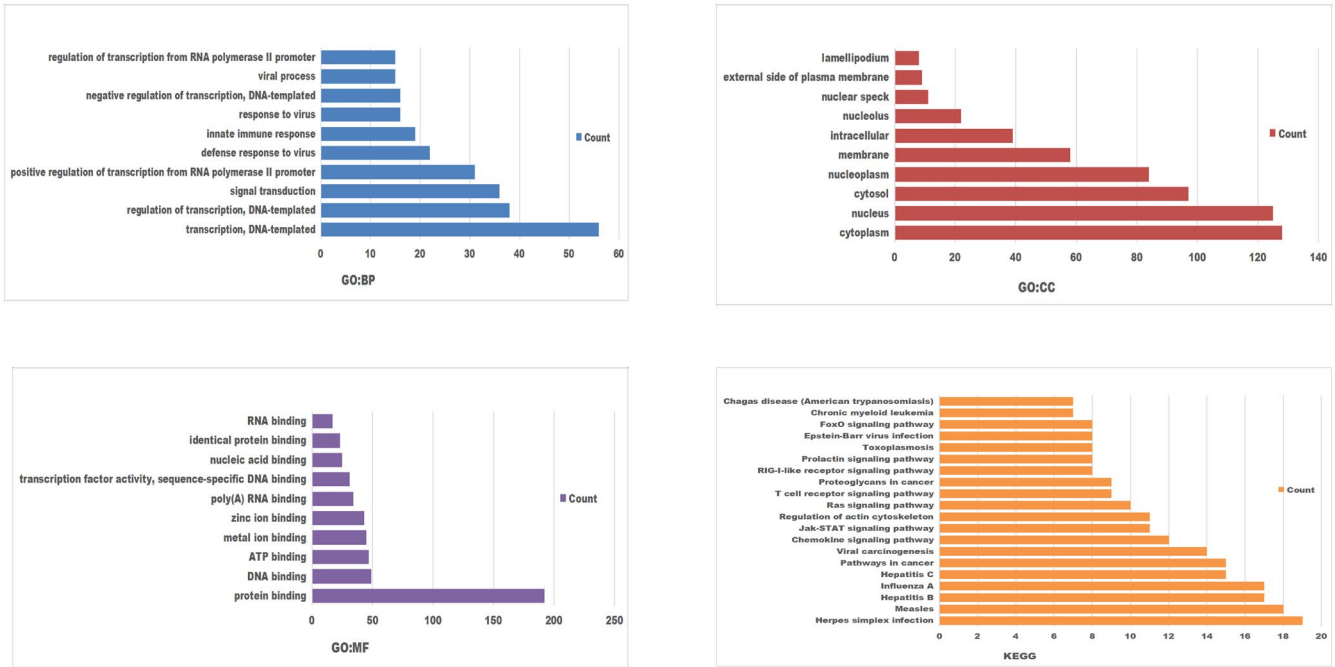 regulation of transcription from RNA polymerase II promoter
viral process
negative regulation of transcription, DNA-templated
response to virus
innate immune response
defense response to virus
positive regulation of transcription from RNA polymerase II promoter
signal transduction
regulation of transcription, DNA-templated
transcription, DNA-templated
Count
0 10 20 30 40 50 60
GO:BP
lamellipodium
external side of plasma membrane
nuclear speck
nucleolus
intracellular
membrane
nucleoplasm
cytosol
nucleus
cytoplasm
Count
0 20 40 60 80 100 120 140
GO:CC
RNA binding
identical protein binding
nucleic acid binding
transcription factor activity, sequence-specific DNA binding
poly(A) RNA binding
zinc ion binding
metal ion binding
ATP binding
DNA binding
protein binding
Count
0 50 100 150 200 250
GO:MF
Chagas disease (American trypanosomiasis)
Chronic myeloid leukemia
FoxO signaling pathway
Epstein-Barr virus infection
Toxoplasmosis
Prolactin signaling pathway
RIG-I-like receptor signaling pathway
Proteoglycans in cancer
T cell receptor signaling pathway
Ras signaling pathway
Regulation of actin cytoskeleton
Jak-STAT signaling pathway
Chemokine signaling pathway
Viral carcinogenesis
Pathways in cancer
Hepatitis C
Influenza A
Hepatitis B
Measles
Herpes simplex infection
Count
0 2 4 6 8 10 12 14 16 18 20
KEGG